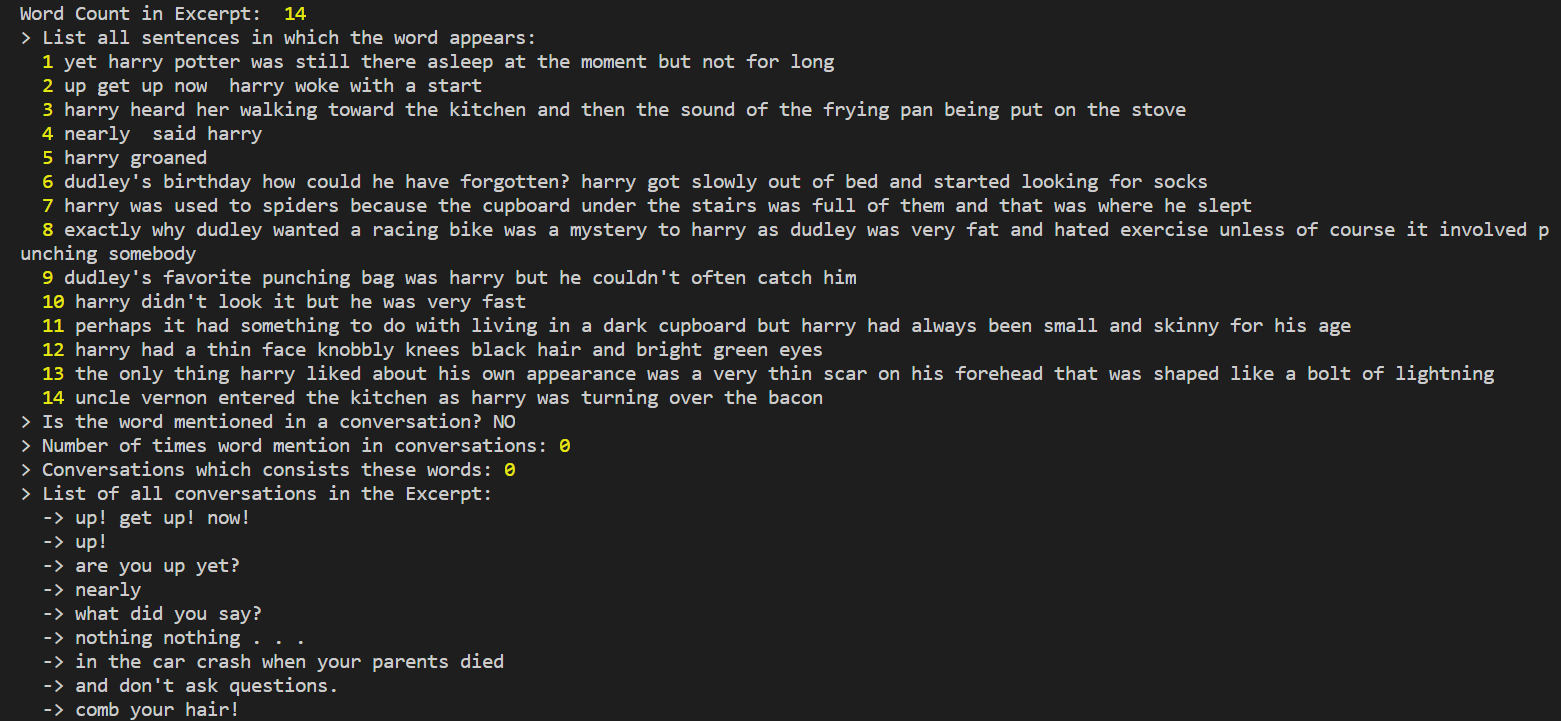 Word Count in Excerpt:  14
> List all sentences in which the word appears:
1 yet harry potter was still there asleep at the moment but not for long
2 up get up now  harry woke with a start
3 harry heard her walking toward the kitchen and then the sound of the frying pan being put on the stove
4 nearly  said harry
5 harry groaned
6 dudley's birthday how could he have forgotten? harry got slowly out of bed and started looking for socks
7 harry was used to spiders because the cupboard under the stairs was full of them and that was where he slept
8 exactly why dudley wanted a racing bike was a mystery to harry as dudley was very fat and hated exercise unless of course it involved p
unching somebody
9 dudley's favorite punching bag was harry but he couldn't often catch him
10 harry didn't look it but he was very fast
11 perhaps it had something to do with living in a dark cupboard but harry had always been small and skinny for his age
12 harry had a thin face knobbly knees black hair and bright green eyes
13 the only thing harry liked about his own appearance was a very thin scar on his forehead that was shaped like a bolt of lightning
14 uncle vernon entered the kitchen as harry was turning over the bacon
> Is the word mentioned in a conversation? NO
> Number of times word mention in conversations: 0
> Conversations which consists these words: 0
> List of all conversations in the Excerpt:
-> up! get up! now!
-> up!
-> are you up yet?
-> nearly
-> what did you say?
-> nothing nothing . . .
-> in the car crash when your parents died
-> and don't ask questions.
-> comb your hair!